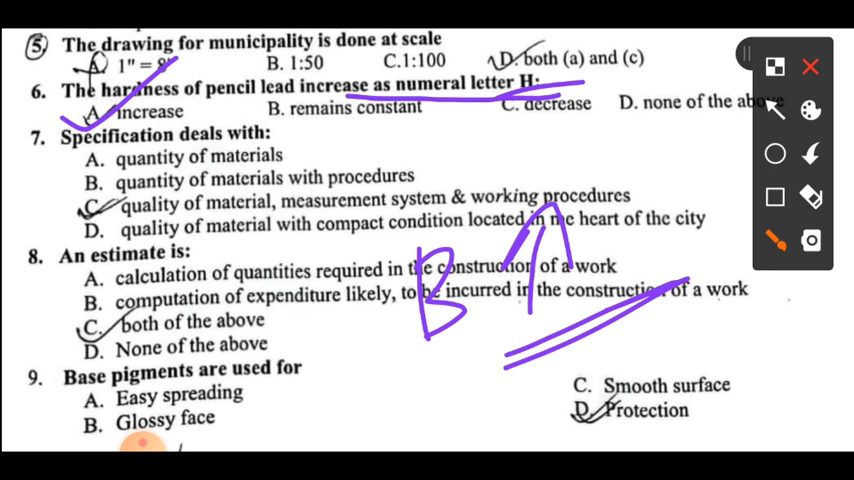 5. The drawing for municipality is done at scale
A. 1" = 8' B. 1:50 C.1:100 D. both (a) and (c)
6. The hardness of pencil lead increase as numeral letter H:
A. increase B. remains constant C. decrease D. none of the above
7. Specification deals with:
A. quantity of materials
B. quantity of materials with procedures
C. quality of material, measurement system & working procedures
D. quality of material with compact condition located in the heart of the city
8. An estimate is:
A. calculation of quantities required in the construction of a work
B. computation of expenditure likely, to be incurred in the construction of a work
C. both of the above
D. None of the above
B
9. Base pigments are used for
A. Easy spreading
B. Glossy face
C. Smooth surface
D. Protection